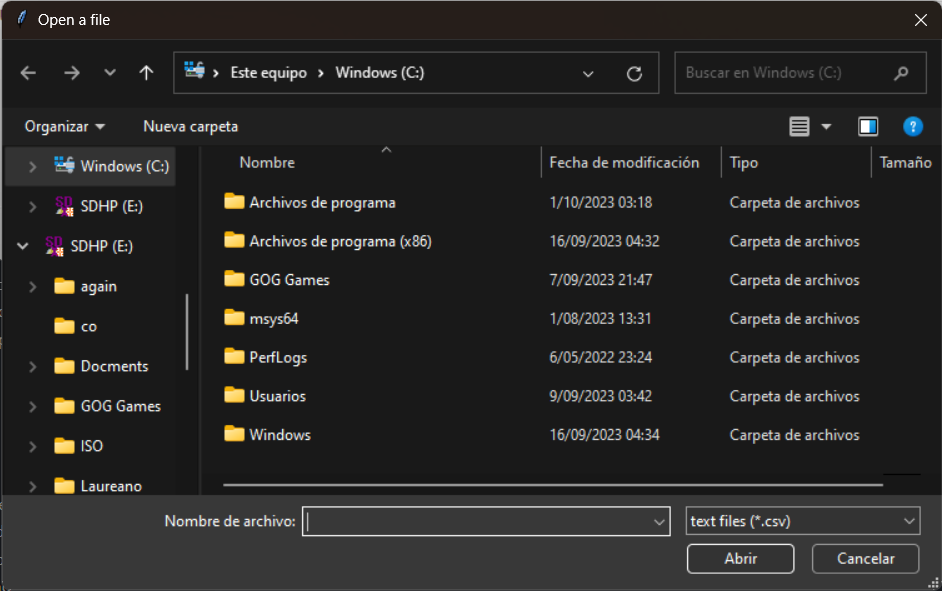 Open a file
Este equipo > Windows (C:)
Buscar en Windows (C:)
Organizar
Nueva carpeta
?
Windows (C:)
SDHP (E:)
SDHP (E:)
again
co
Docments
GOG Games
ISO
Laureano
Nombre Fecha de modificación Tipo Tamaño
Archivos de programa 1/10/2023 03:18 Carpeta de archivos
Archivos de programa (x86) 16/09/2023 04:32 Carpeta de archivos
GOG Games 7/09/2023 21:47 Carpeta de archivos
msys64 1/08/2023 13:31 Carpeta de archivos
PerfLogs 6/05/2022 23:24 Carpeta de archivos
Usuarios 9/09/2023 03:42 Carpeta de archivos
Windows 16/09/2023 04:34 Carpeta de archivos
Nombre de archivo:
text files (*.csv)
Abrir
Cancelar